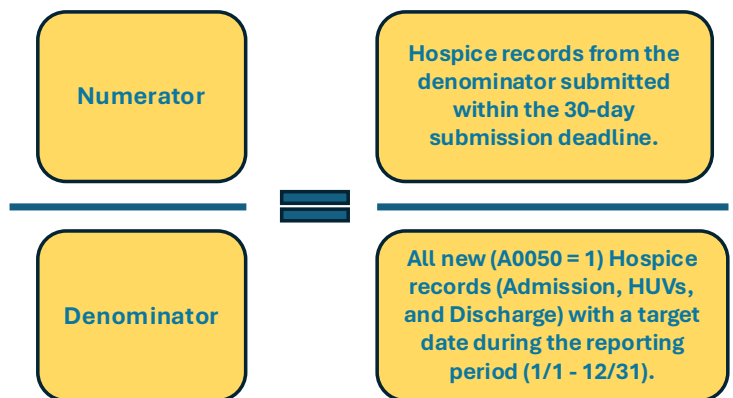 Numerator
Hospice records from the
denominator submitted
within the 30-day
submission deadline.
Denominator
All new (A0050 = 1) Hospice
records (Admission, HUVs,
and Discharge) with a target
date during the reporting
period (1/1 - 12/31).